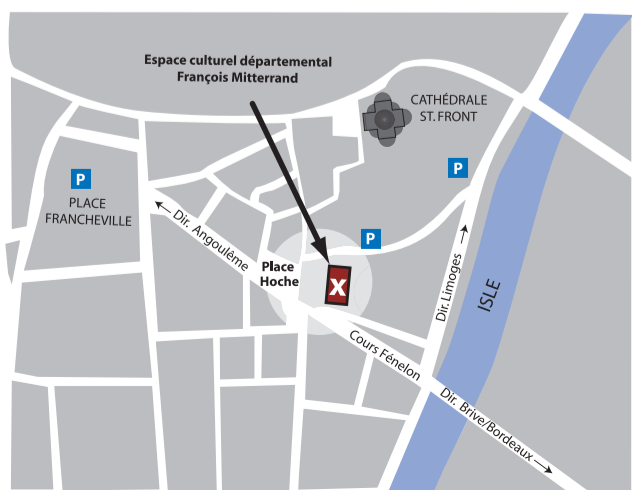 Espace culturel départemental
François Mitterrand
CATHÉDRALE
ST. FRONT
P
P
PLACE
FRANCHEVILLE
← Dir. Angoulême
P
Place
Hoche
X
Dir. Limoges →
ISLE
Cours Fénelon
Dir. Brive/Bordeaux →